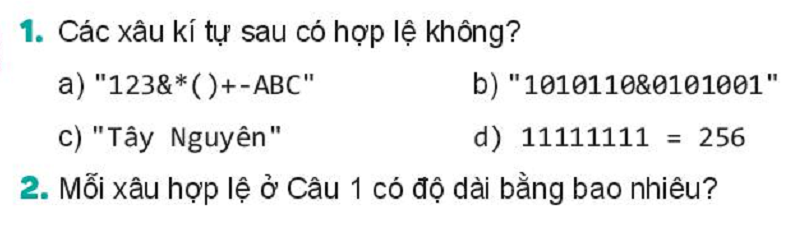 1. Các xâu kí tự sau có hợp lệ không?
a) "123&*()+-ABC" b) "1010110&0101001"
c) "Tây Nguyên" d) 11111111 = 256
2. Mỗi xâu hợp lệ ở Câu 1 có độ dài bằng bao nhiêu?